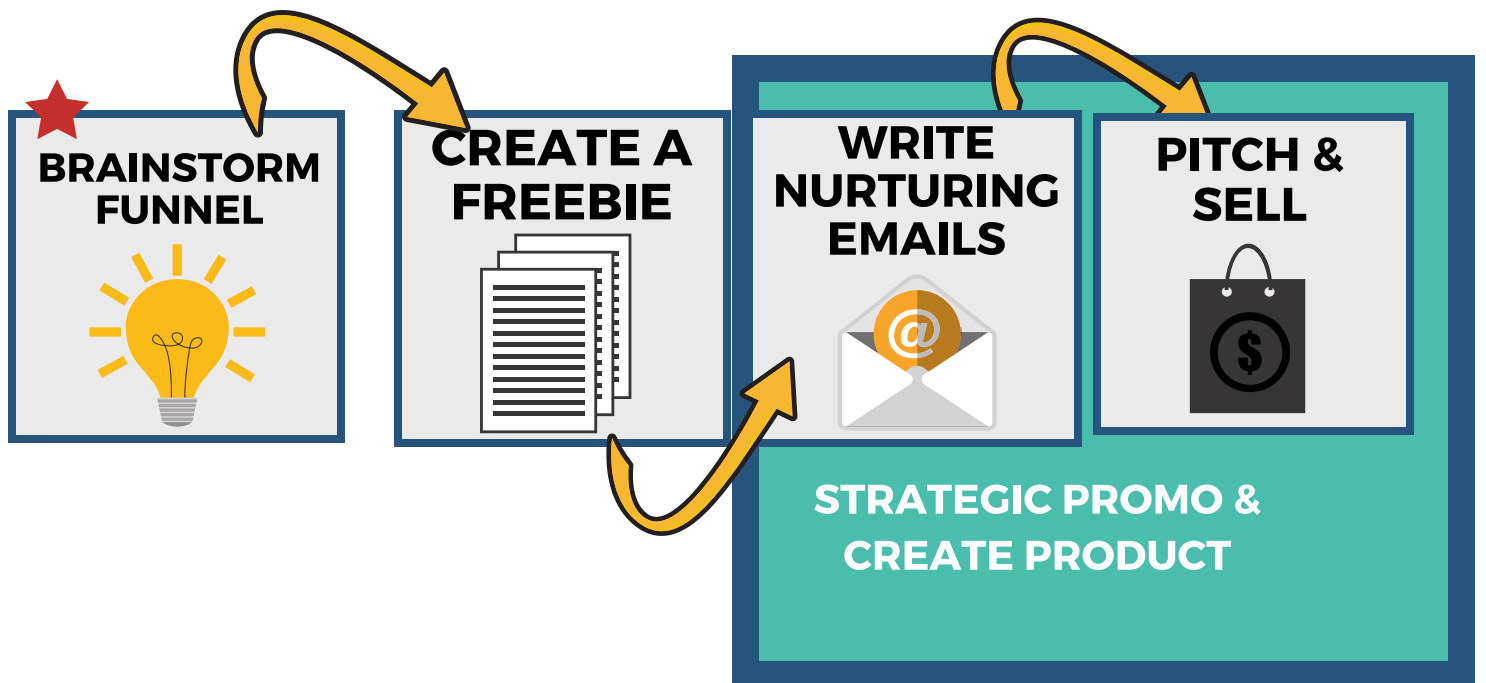 BRAINSTORM
FUNNEL
CREATE A
FREEBIE
WRITE
NURTURING
EMAILS
@
PITCH &
SELL
$
STRATEGIC PROMO &
CREATE PRODUCT